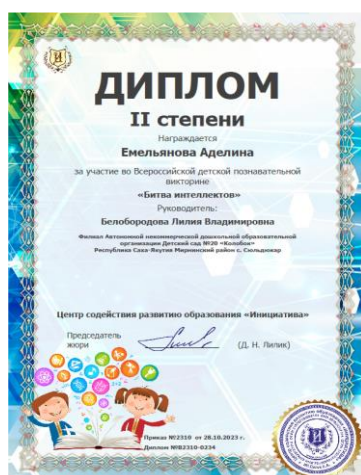 ДИПЛОМ
II степени
Награждается
Емельянова Аделина
за участие во Всероссийской детской познавательной
викторине
«Битва интеллектов»
Руководитель:
Белобородова Лилия Владимировна
Филиал Автономной некоммерческой дошкольной образовательной
организации Детский сад №20 «Колобок»
Республика Саха-Якутия Мирнинский район с. Сюльдюкар
Центр содействия развитию образования «Инициатива»
Председатель
жюри
(Д. Н. Лилик)
Приказ №2310 от 28.10.2023 г.
Диплом №В2310-0234